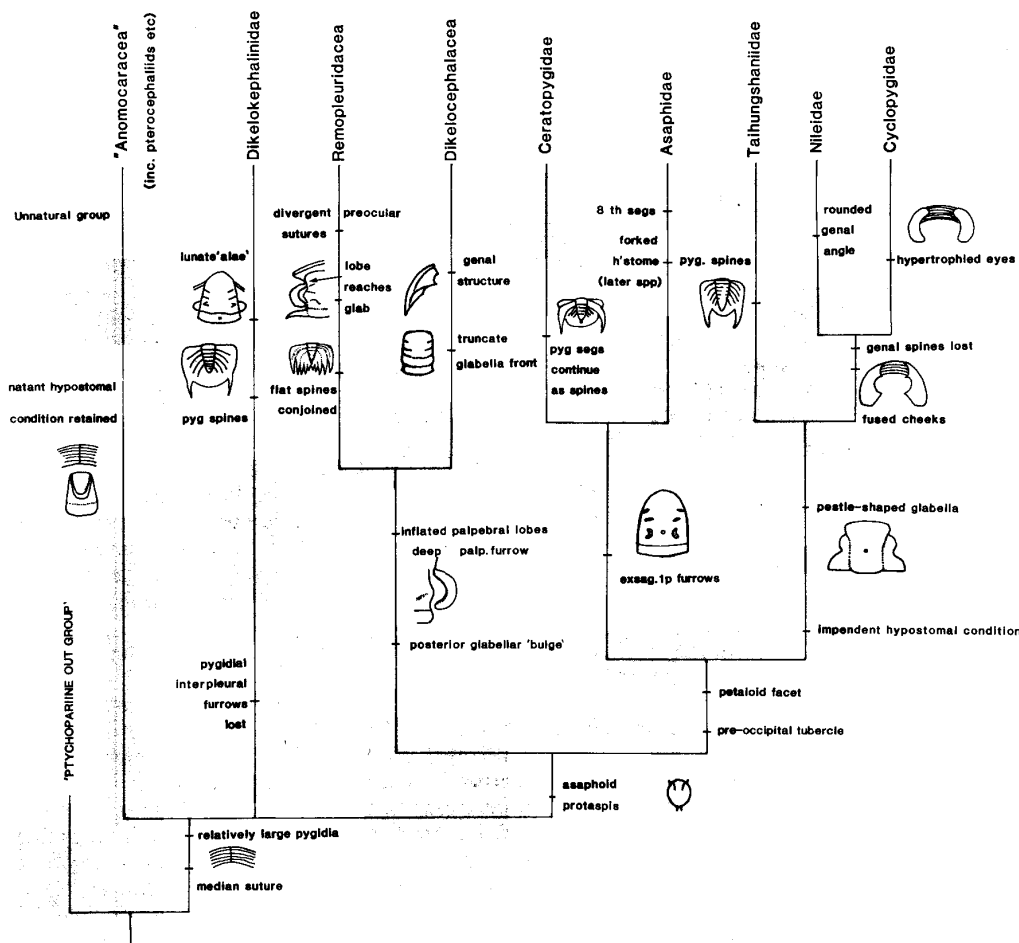 "Anomocaracea"
(inc. pterocephaliids etc)
Dikelokephalinidae
Remopleuridacea
Dikelocephalacea
Ceratopygidae
Asaphidae
Taihungshaniidae
Nileidae
Cyclopygidae
Unnatural group
natant hypostomal
condition retained
lunate 'alae'
pyg spines
pygidial
interpleural
furrows
lost
divergent preocular
sutures
lobe
reaches
glab
flat spines
conjoined
genal
structure
truncate
glabella front
pyg segs
continue
as spines
8 th segs
forked
h'stome
(later spp)
pyg. spines
rounded
genal
angle
hypertrophied eyes
genal spines lost
fused cheeks
inflated palpebral lobes
deep palp. furrow
posterior glabellar 'bulge'
exsag. 1p furrows
pestle-shaped glabella
impendent hypostomal condition
petaloid facet
pre-occipital tubercle
asaphoid
protaspis
'PTYCHOPARIINE OUT GROUP'
relatively large pygidia
median suture